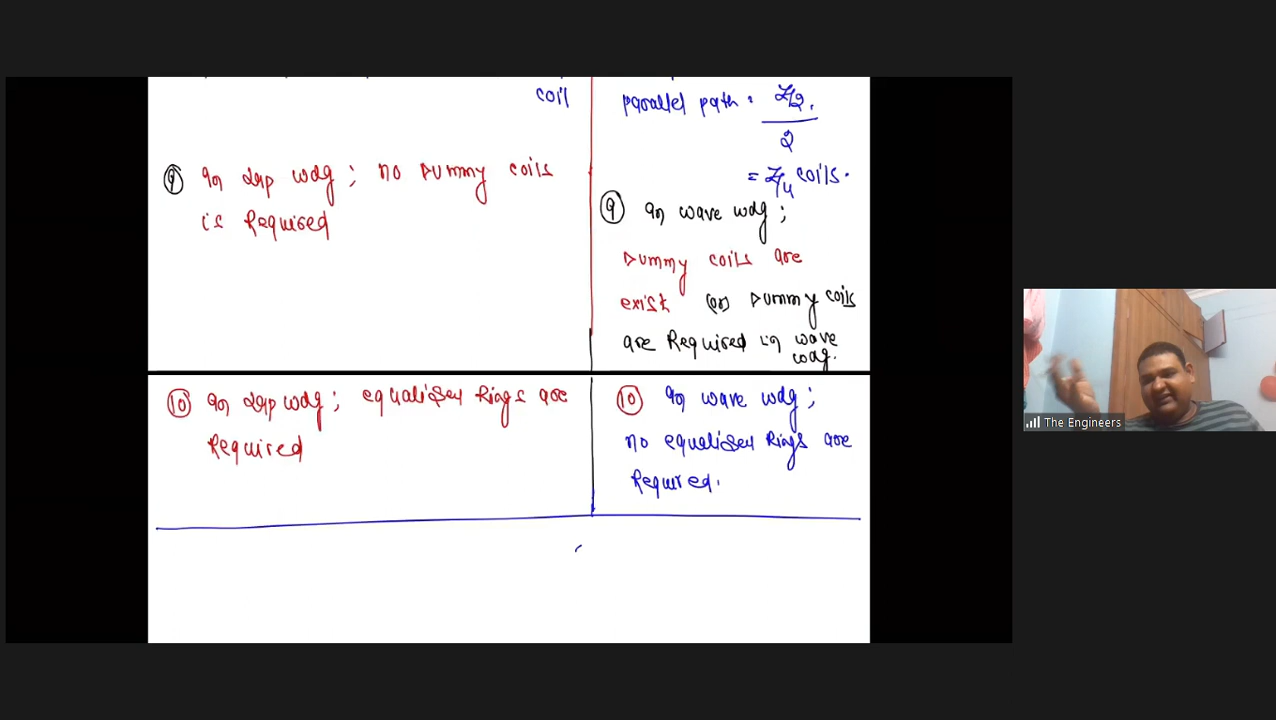 coil
⑨ In Lap wdg; no Dummy coils
is Required
parallel path = Z/2.
2
= Z/4 coils.
⑨ In wave wdg;
Dummy coils are
exist (or) Dummy coils
are Required in wave
wdg.
⑩ In Lap wdg; equaliser Rings are
Required
⑩ In wave wdg;
no equaliser Rings are
Required.
The Engineers